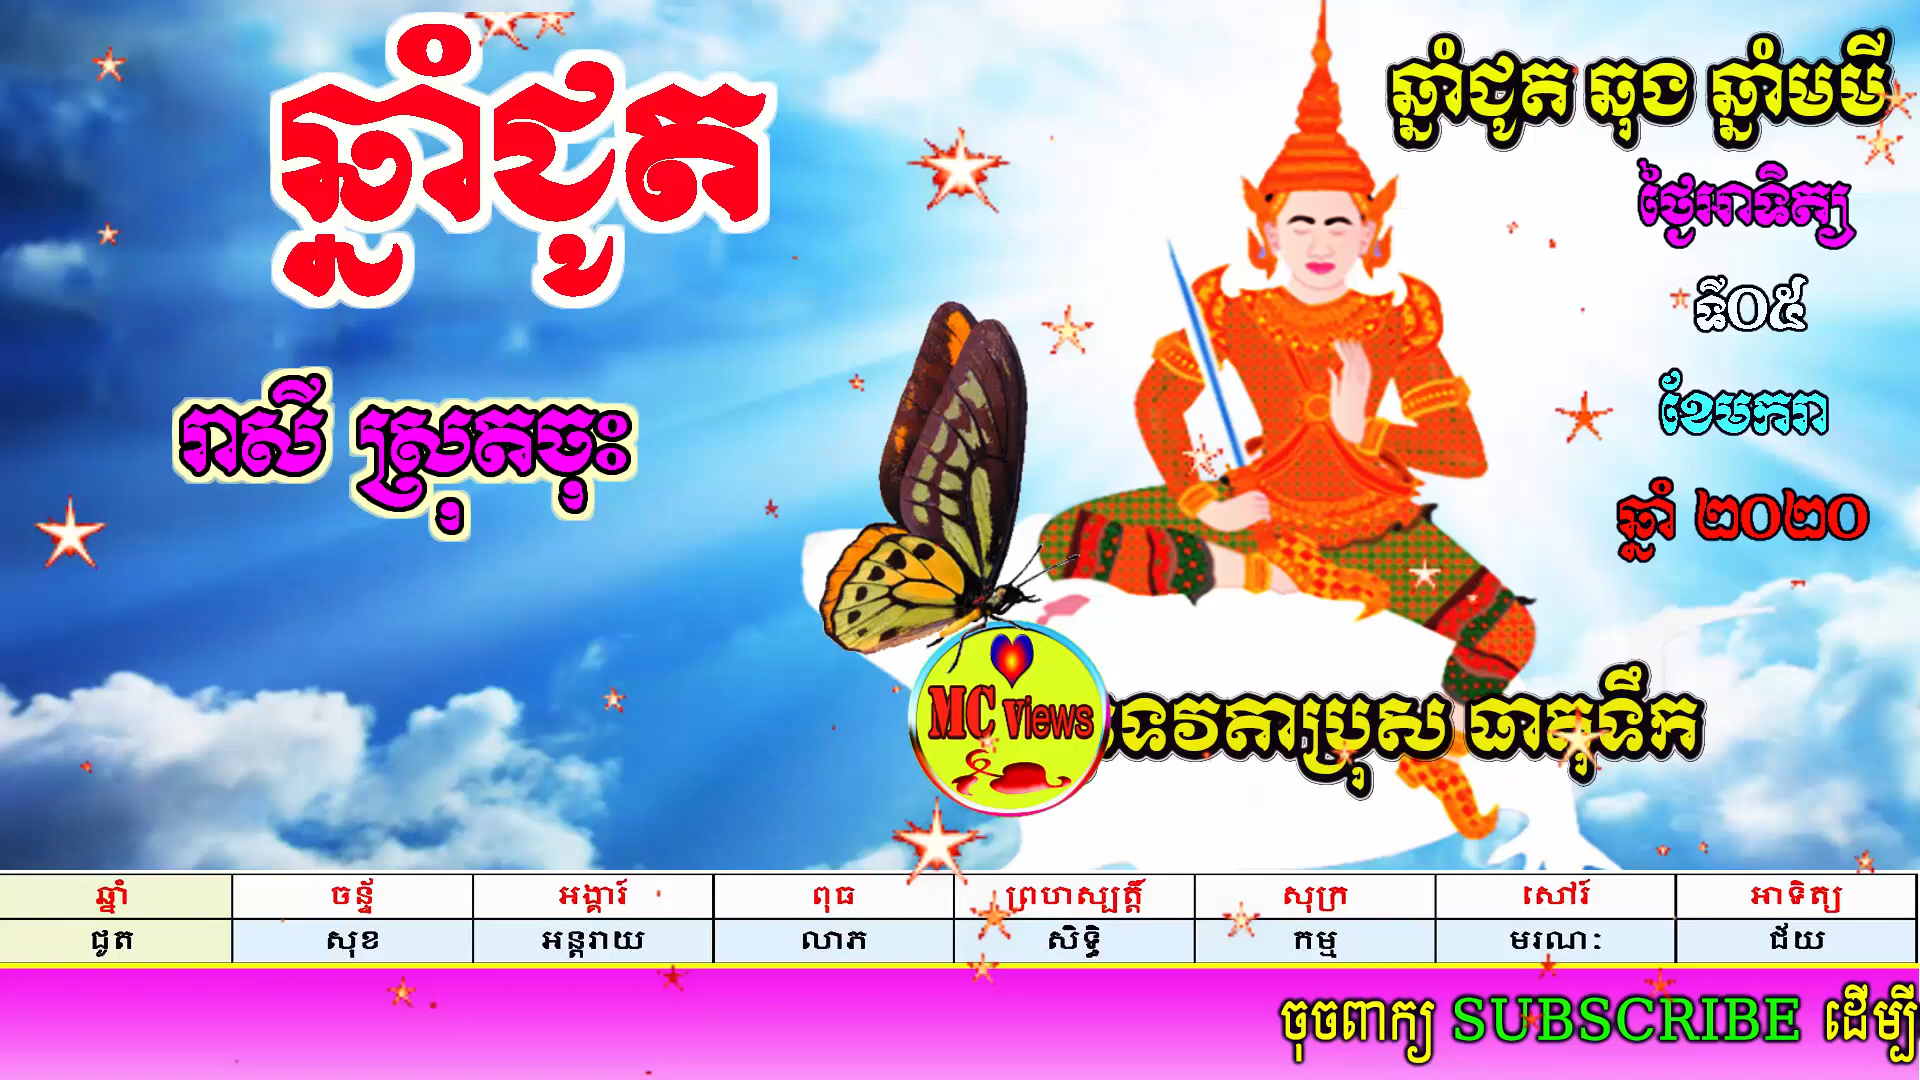 ឆ្នាំជូត
រាសី ស្រុតចុះ
ឆ្នាំជូត ឆុង ឆ្នាំមមី
ថ្ងៃអាទិត្យ
ទី០៥
ខែមករា
ឆ្នាំ ២០២០
MC Views
ទេវតាប្រុស ធាតុទឹក
ឆ្នាំ ចន្ទ័ អង្គារ៍ ពុធ ព្រហស្បត្តិ៍ សុក្រ សៅរ៍ អាទិត្យ
ជូត សុខ អន្តរាយ លាភ សិទ្ធិ កម្ម មរណៈ ជ័យ
ចុចពាក្យ SUBSCRIBE ដើម្បី